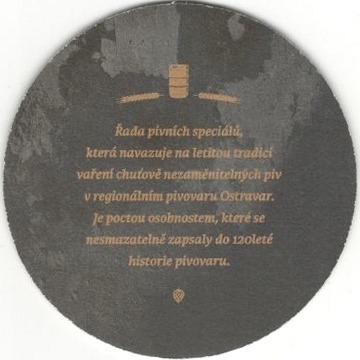 Řada pivních speciálů,
která navazuje na letitou tradici
vaření chuťově nezaměnitelných piv
v regionálním pivovaru Ostravar.
Je poctou osobnostem, které se
nesmazatelně zapsaly do 120leté
historie pivovaru.